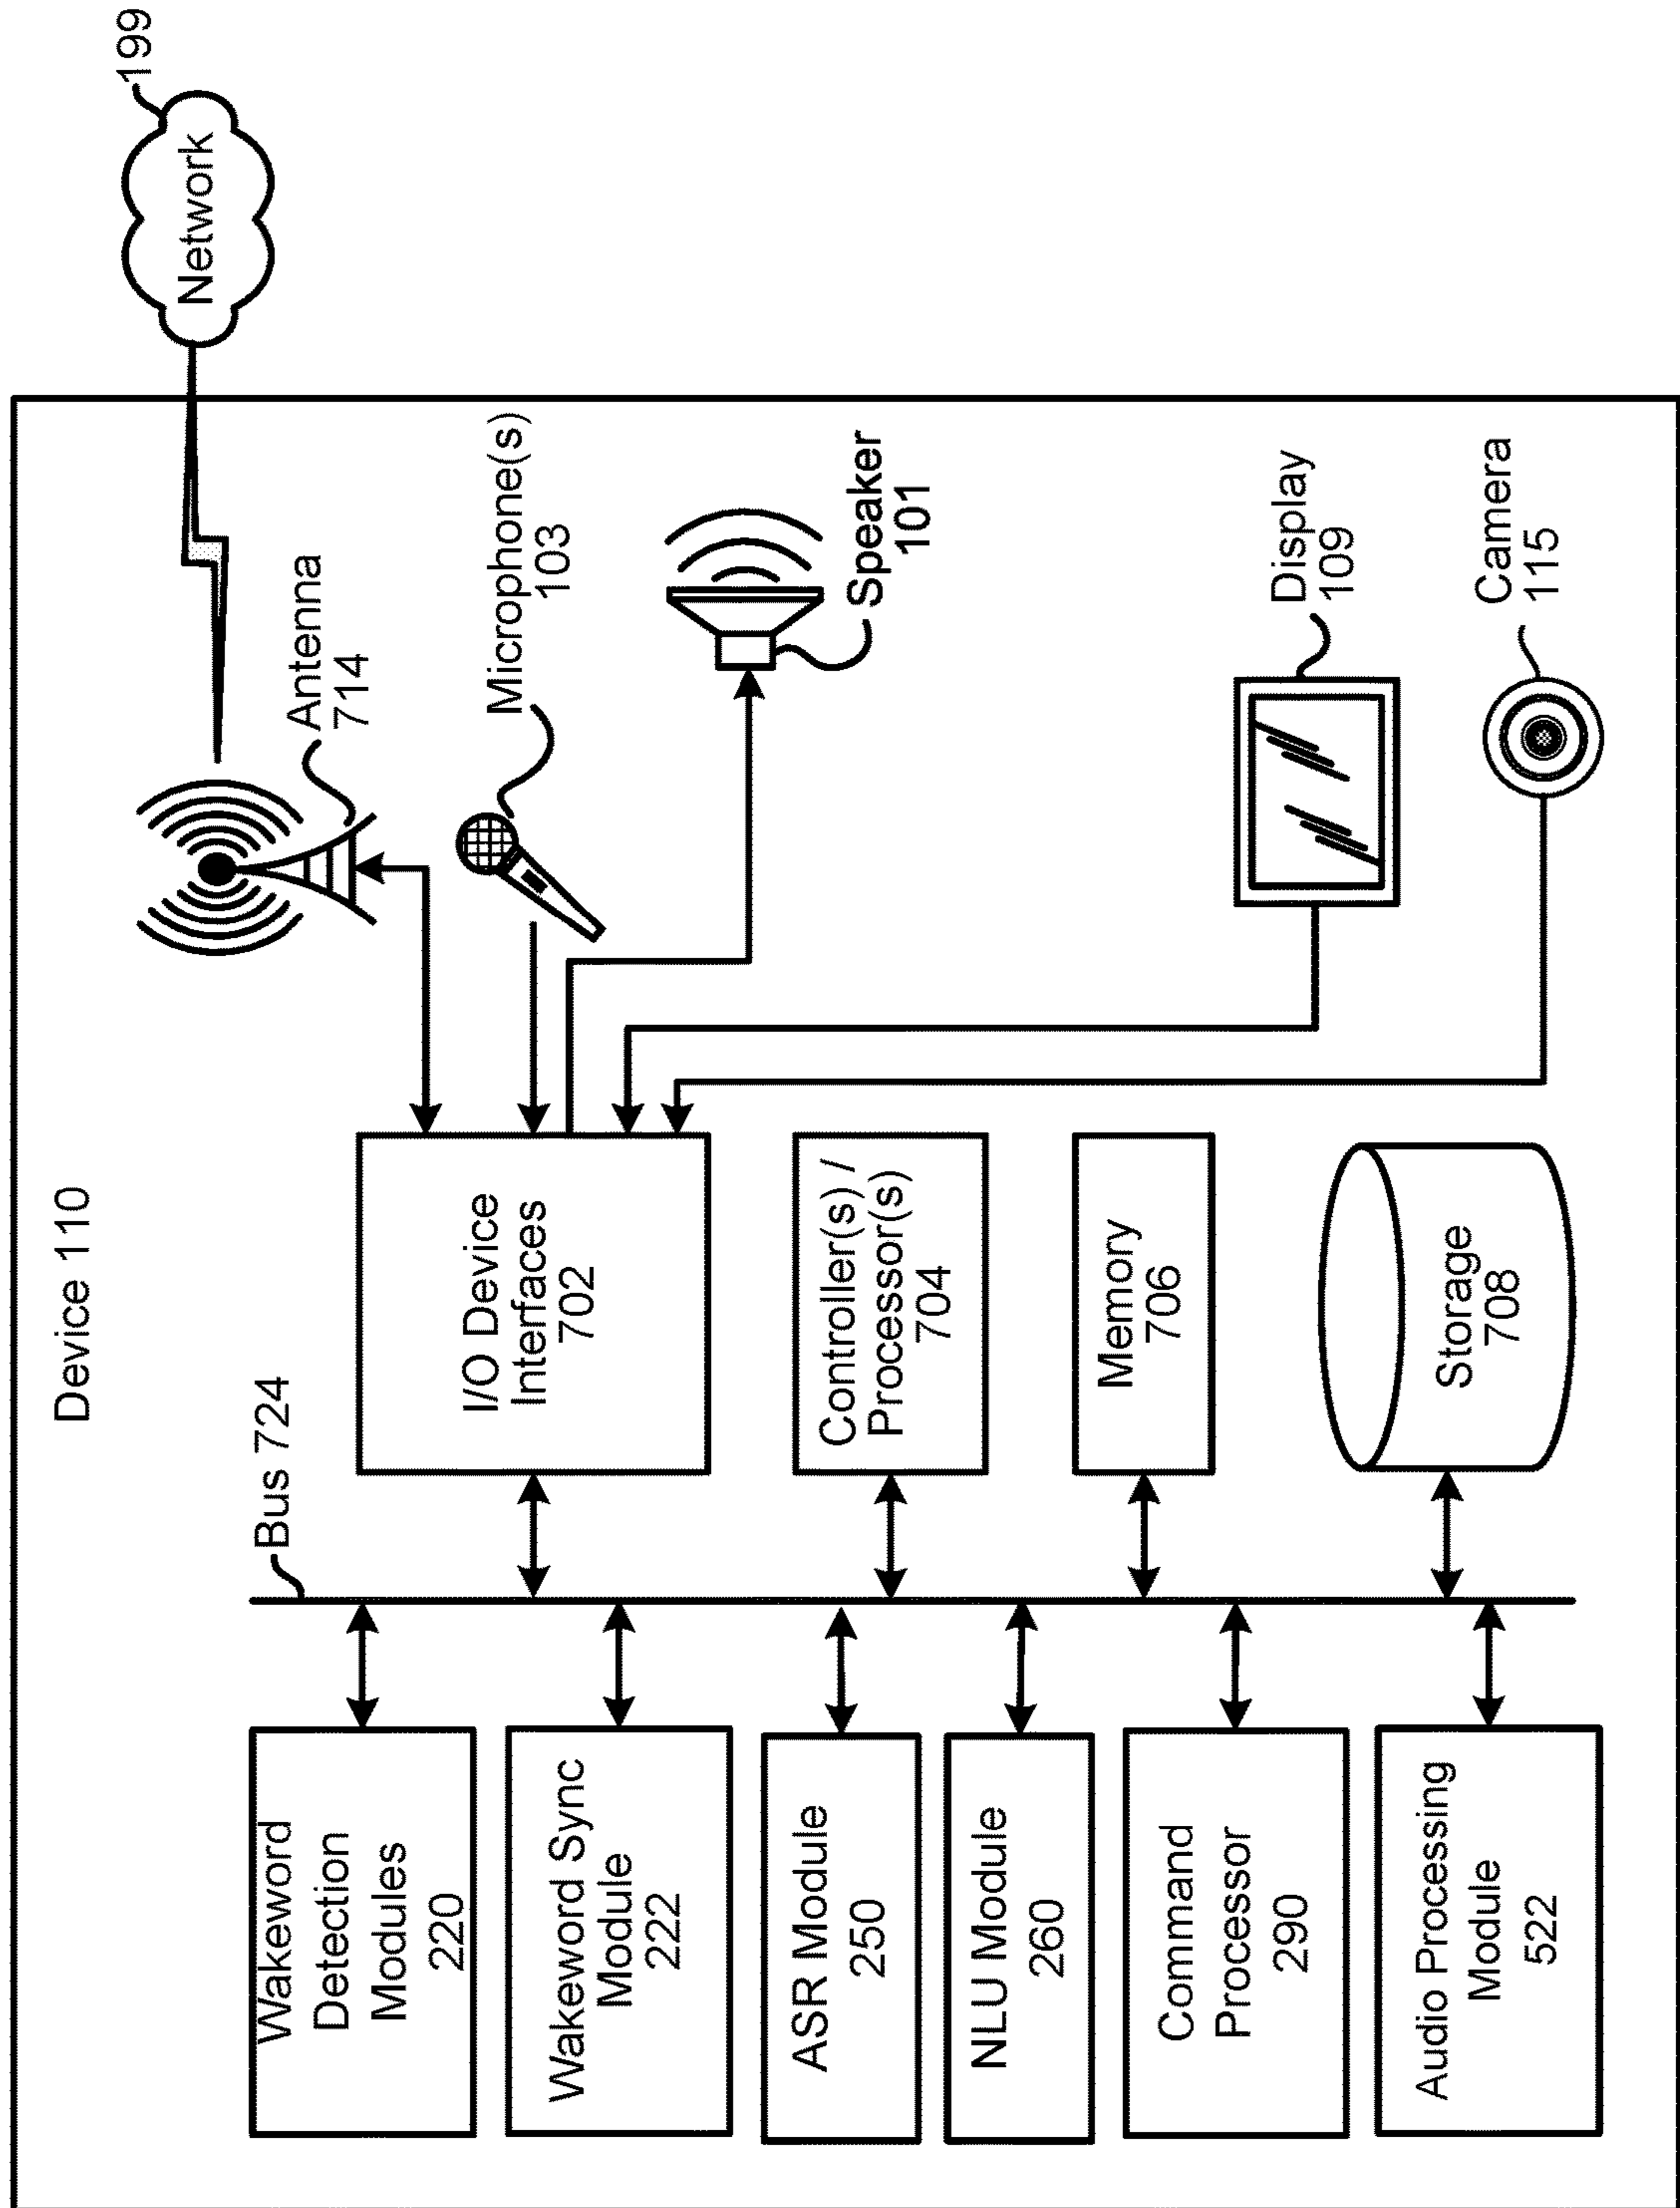 Device 110
Bus 724
Wakeword
Detection
Modules
220
Wakeword Sync
Module
222
ASR Module
250
NLU Module
260
Command
Processor
290
Audio Processing
Module
522
I/O Device
Interfaces
702
Controller(s) /
Processor(s)
704
Memory
706
Storage
708
Antenna
714
Microphone(s)
103
Speaker
101
Display
109
Camera
115
Network
199